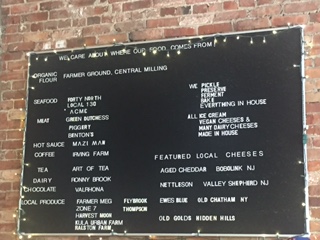 WE CARE ABOUT WHERE OUR FOOD COMES FROM
ORGANIC FLOUR FARMER GROUND, CENTRAL MILLING
SEAFOOD FORTY NORTH
LOCAL 130
ACME
MEAT GREEN DUTCHESS
PIGGERY
BENTON'S
HOT SAUCE MAZI MAN
COFFEE IRVING FARM
TEA ART OF TEA
DAIRY RONNY BROOK
CHOCOLATE VALRHONA
LOCAL PRODUCE FARMER MEG FLYBROOK
ZONE 7 THOMPSON
HARVEST MOON
KULA URBAN FARM
RALSTON FARM
WE PICKLE
PRESERVE
FERMENT
BAKE
EVERYTHING IN HOUSE
ALL ICE CREAM
VEGAN CHEESES &
MANY DAIRY CHEESES
MADE IN HOUSE
FEATURED LOCAL CHEESES
AGED CHEDDAR BOBOLINK NJ
NETTLESON VALLEY SHEPHERD NJ
EWES BLUE OLD CHATHAM NY
OLD GOLDS HIDDEN HILLS